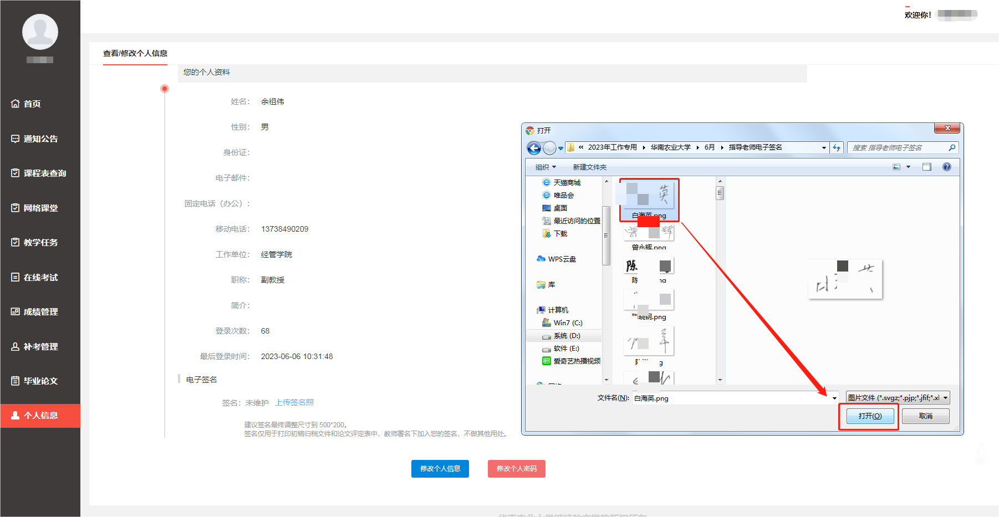 欢迎你!
首页
通知公告
课程表查询
网络课堂
教学任务
在线考试
成绩管理
补考管理
毕业论文
个人信息
查看/修改个人信息
您的个人资料
姓名： 余祖伟
性别： 男
身份证：
电子邮件：
固定电话（办公）：
移动电话： 13738490209
工作单位： 经管学院
职称： 副教授
简介：
登录次数： 68
最后登录时间： 2023-06-06 10:31:48
电子签名
签名： 未维护 上传签名照
建议签名最终调整尺寸到 500*200。
签名仅用于打印初稿归档文件和论文评定表中，教师署名下加入您的签名，不做其他用处。
修改个人信息 修改个人密码
打开
« 2023年工作专用 华南农业大学 6月 指导老师电子签名
搜索 指导老师电子签名
组织 新建文件夹
天猫商城
唯品会
桌面
最近访问的位置
下载
WPS云盘
库
计算机
Win7 (C:)
系统 (D:)
软件 (E:)
爱奇艺热播视频
英
白海英.png
曾 辉
曾永辉.png
陈
陈
陈晓钢.png
文件名(N): 白海英.png
图片文件 (*.svgz;*.pjp;*.jfif;*.xl
打开(O) 取消